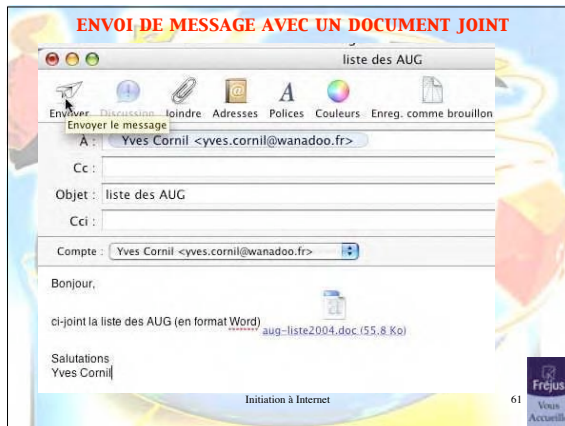 ENVOI DE MESSAGE AVEC UN DOCUMENT JOINT
liste des AUG
Envoyer Discussion Joindre Adresses Polices Couleurs Enreg. comme brouillon
Envoyer le message
À : Yves Cornil <yves.cornil@wanadoo.fr>
Cc :
Objet : liste des AUG
Cci :
Compte : Yves Cornil <yves.cornil@wanadoo.fr>
Bonjour,
ci-joint la liste des AUG (en format Word) aug-liste2004.doc (55,8 Ko)
Salutations
Yves Cornil
Initiation à Internet 61
Fréjus
Vous
Accueille